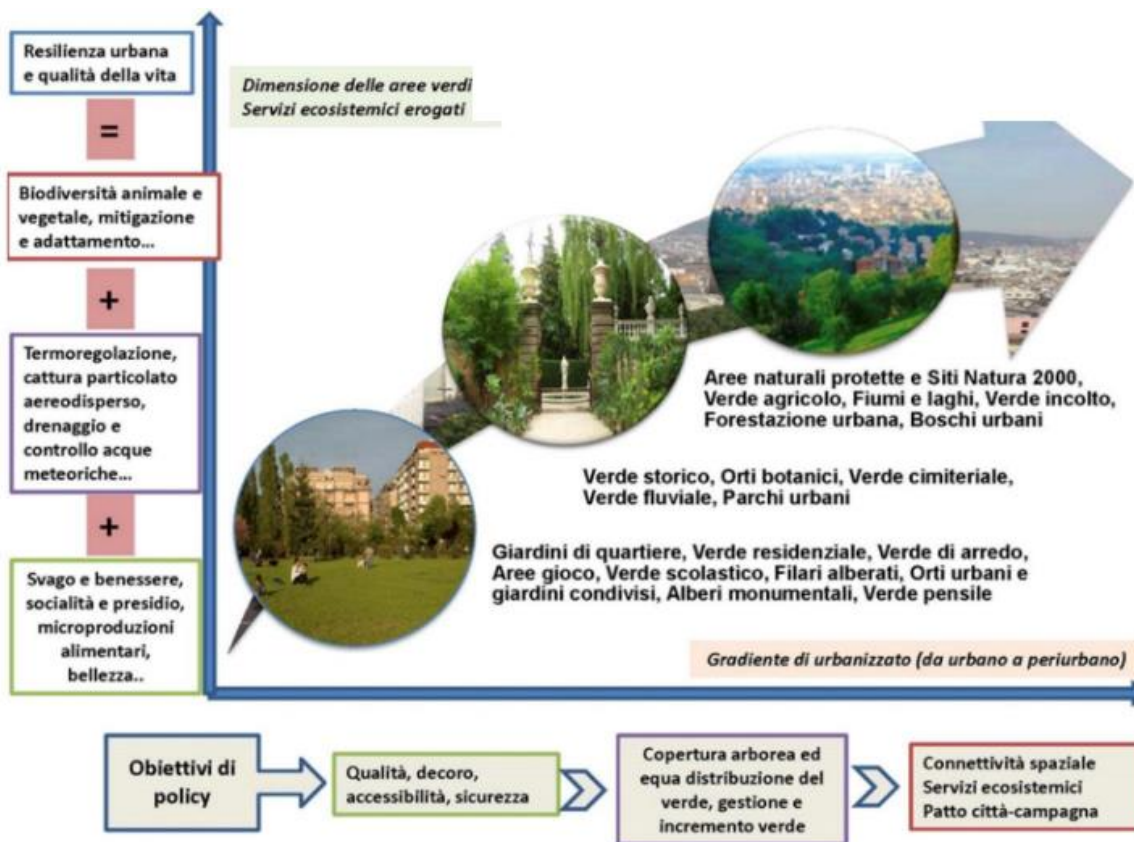 Resilienza urbana
e qualità della vita
=
Biodiversità animale e
vegetale, mitigazione
e adattamento...
+
Termoregolazione,
cattura particolato
aereodisperso,
drenaggio e
controllo acque
meteoriche...
+
Svago e benessere,
socialità e presidio,
microproduzioni
alimentari,
bellezza..
Dimensione delle aree verdi
Servizi ecosistemici erogati
Aree naturali protette e Siti Natura 2000,
Verde agricolo, Fiumi e laghi, Verde incolto,
Forestazione urbana, Boschi urbani
Verde storico, Orti botanici, Verde cimiteriale,
Verde fluviale, Parchi urbani
Giardini di quartiere, Verde residenziale, Verde di arredo,
Aree gioco, Verde scolastico, Filari alberati, Orti urbani e
giardini condivisi, Alberi monumentali, Verde pensile
Gradiente di urbanizzato (da urbano a periurbano)
Obiettivi di
policy
Qualità, decoro,
accessibilità, sicurezza
Copertura arborea ed
equa distribuzione del
verde, gestione e
incremento verde
Connettività spaziale
Servizi ecosistemici
Patto città-campagna